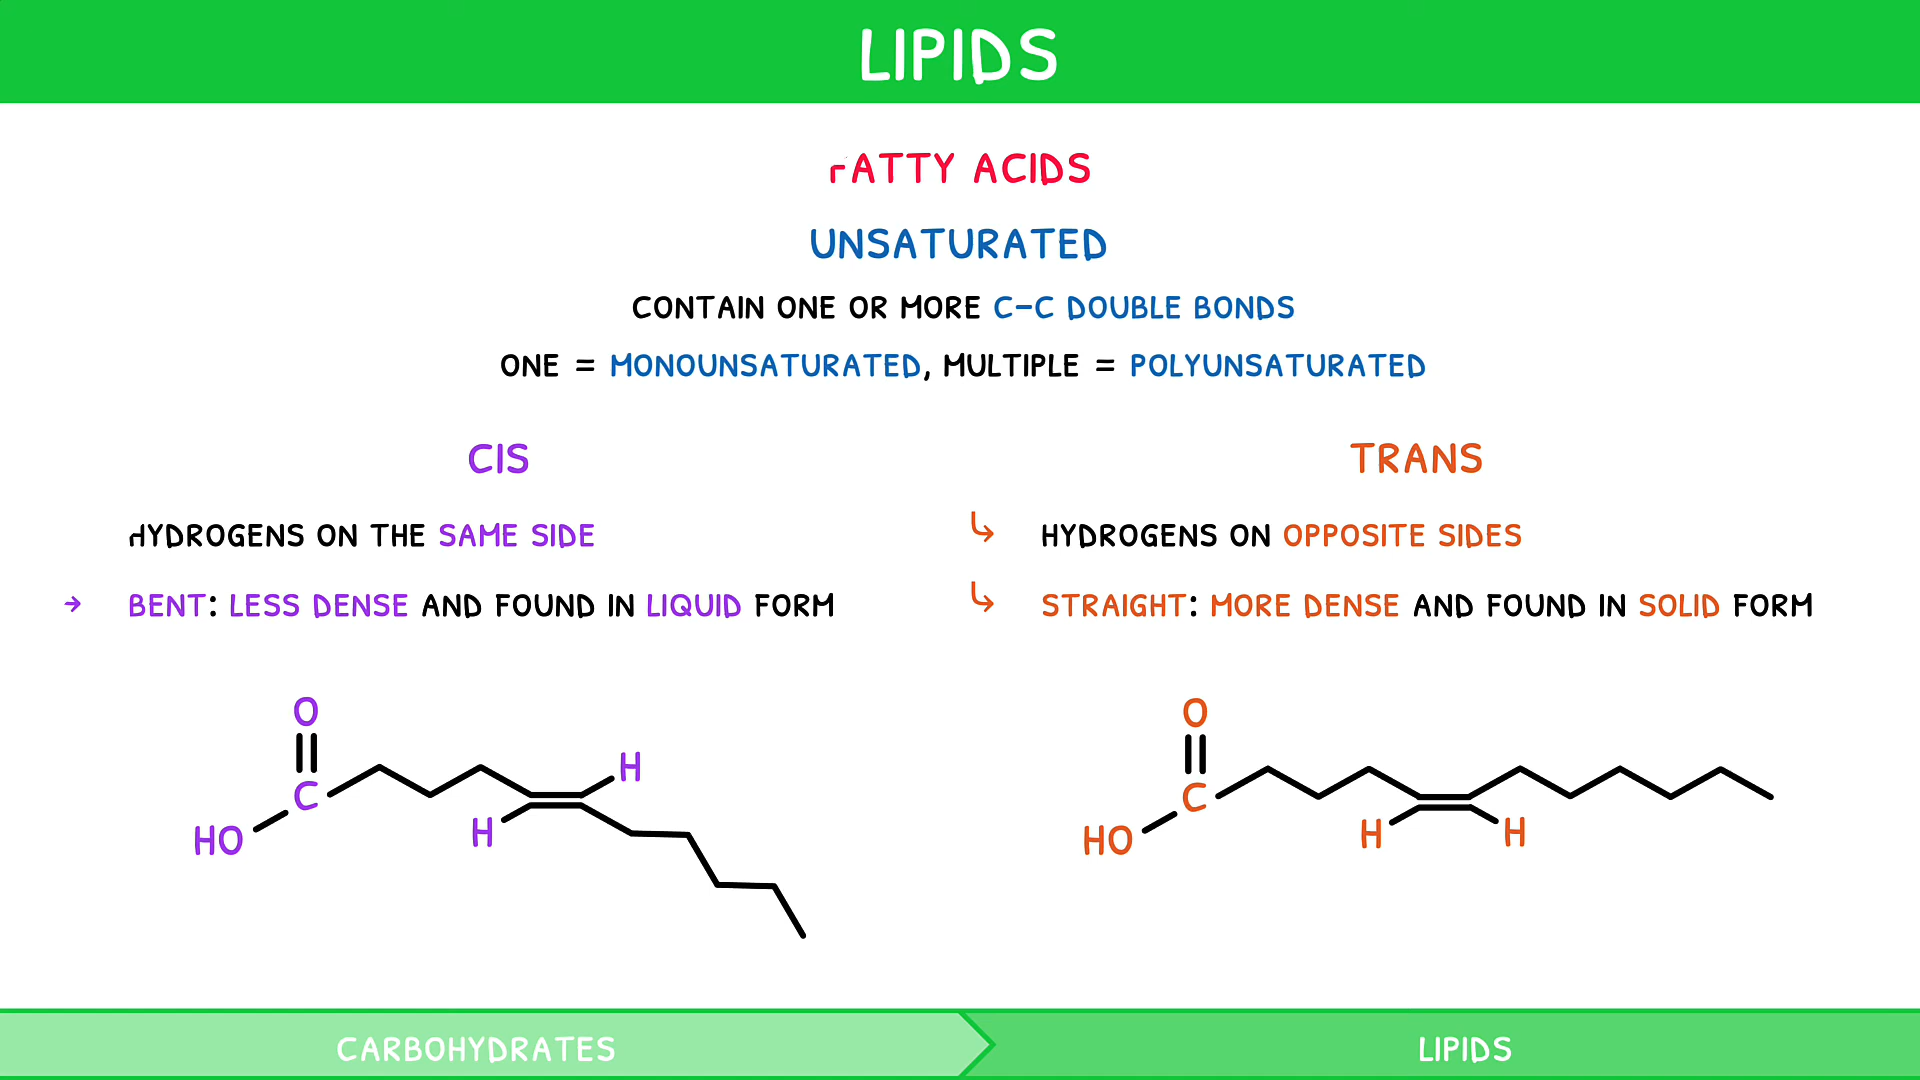 LIPIDS
FATTY ACIDS
UNSATURATED
CONTAIN ONE OR MORE C-C DOUBLE BONDS
ONE = MONOUNSATURATED, MULTIPLE = POLYUNSATURATED
CIS
HYDROGENS ON THE SAME SIDE
→ BENT: LESS DENSE AND FOUND IN LIQUID FORM
O
C
HO
H
H
TRANS
↳ HYDROGENS ON OPPOSITE SIDES
↳ STRAIGHT: MORE DENSE AND FOUND IN SOLID FORM
O
C
HO
H
H
CARBOHYDRATES
LIPIDS